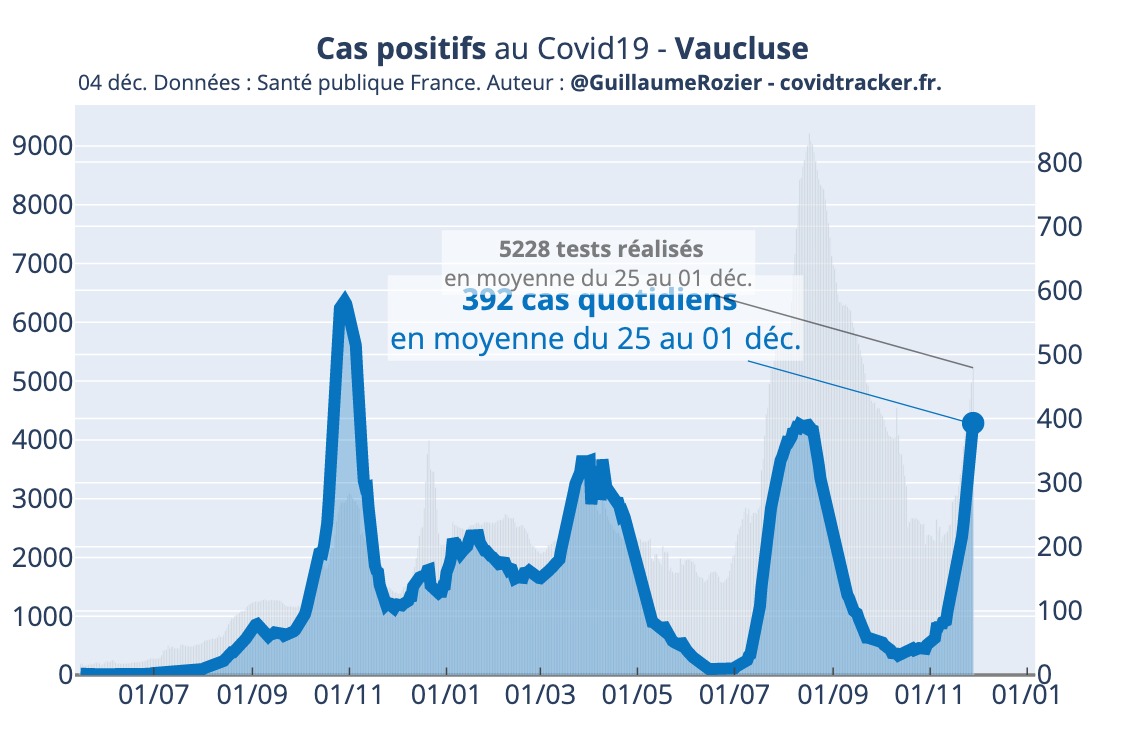 Cas positifs au Covid19 - Vaucluse
04 déc. Données : Santé publique France. Auteur : @GuillaumeRozier - covidtracker.fr.
9000
8000
7000
6000
5000
4000
3000
2000
1000
0
5228 tests réalisés
en moyenne du 25 au 01 déc.
392 cas quotidiens
en moyenne du 25 au 01 déc.
800
700
600
500
400
300
200
100
0
01/07 01/09 01/11 01/01 01/03 01/05 01/07 01/09 01/11 01/01